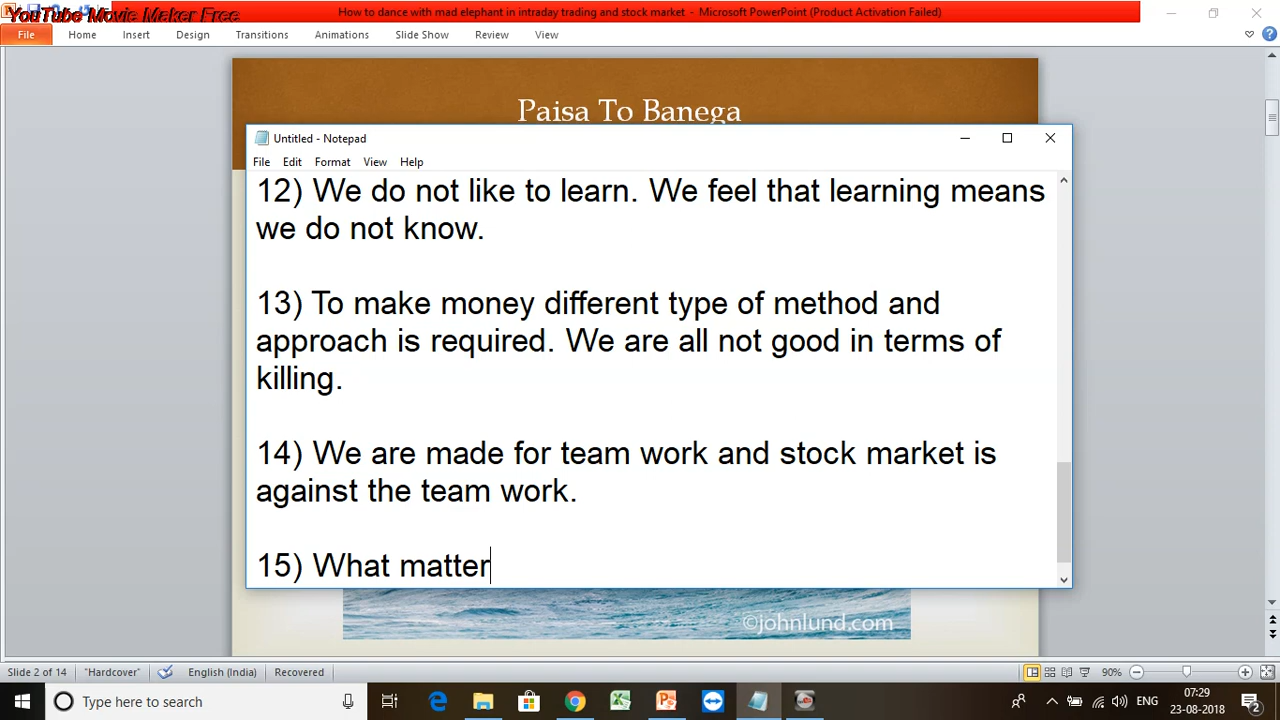 YouTube Movie Maker Free
How to dance with mad elephant in intraday trading and stock market - Microsoft PowerPoint (Product Activation Failed)
File Home Insert Design Transitions Animations Slide Show Review View
Paisa To Banega
Untitled - Notepad
File Edit Format View Help
12) We do not like to learn. We feel that learning means
we do not know.
13) To make money different type of method and
approach is required. We are all not good in terms of
killing.
14) We are made for team work and stock market is
against the team work.
15) What matter
©johnlund.com
Slide 2 of 14 "Hardcover" English (India) Recovered 90%
Type here to search
ENG
07:29
23-08-2018
2